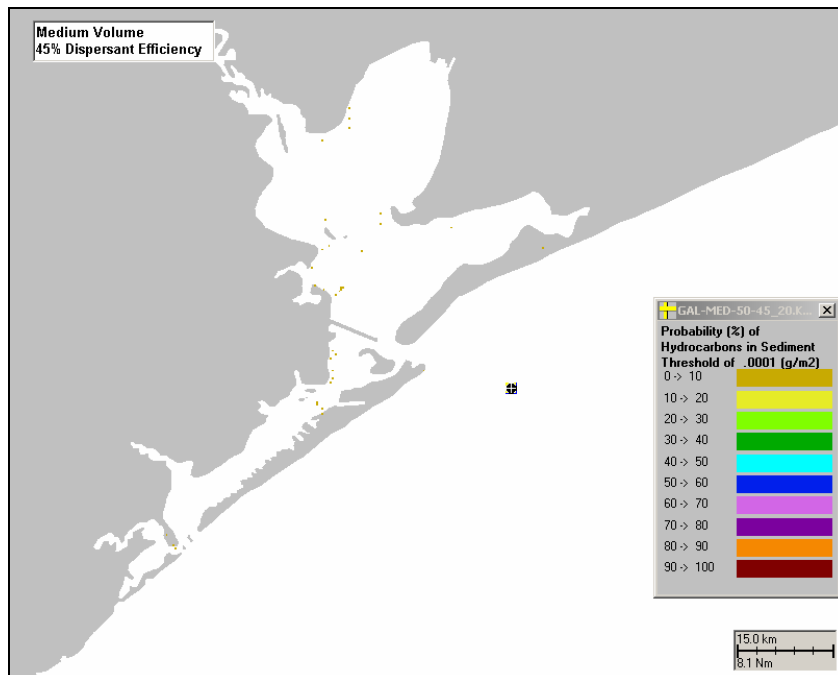 Medium Volume
45% Dispersant Efficiency
GAL-MED-50-45_20.K...
Probability (%) of
Hydrocarbons in Sediment
Threshold of .0001 (g/m2)
0 -> 10
10 -> 20
20 -> 30
30 -> 40
40 -> 50
50 -> 60
60 -> 70
70 -> 80
80 -> 90
90 -> 100
15.0 km
8.1 Nm